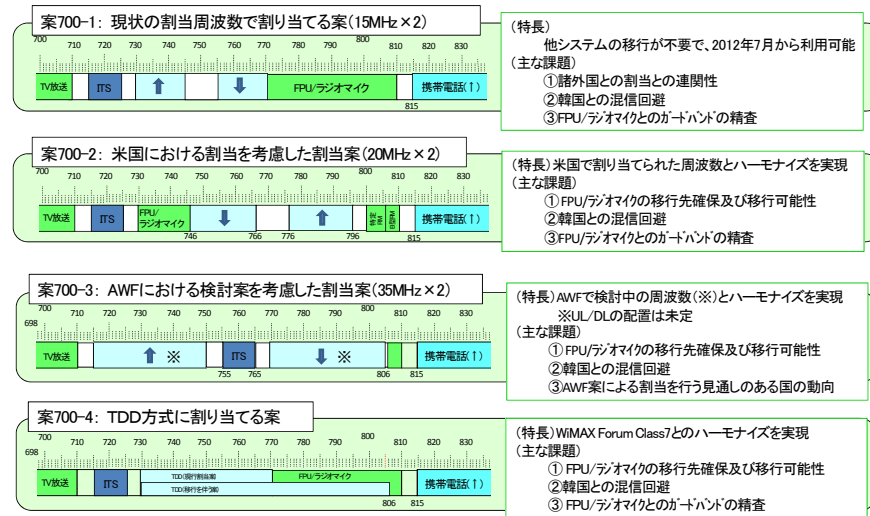 案700-1: 現状の割当周波数で割り当てる案(15MHz×2)
700 710 720 730 740 750 760 770 780 790 800 810 820 830
TV放送 ITS FPU/ラジオマイク 携帯電話(↑)
815
(特長)
他システムの移行が不要で、2012年7月から利用可能
(主な課題)
①諸外国との割当との連関性
②韓国との混信回避
③FPU/ラジオマイクとのガードバンドの精査
案700-2: 米国における割当を考慮した割当案(20MHz×2)
700 710 720 730 740 750 760 770 780 790 800 810 820 830
TV放送 ITS FPU/ラジオマイク 特定RM 携帯電話(↑)
746 766 776 796 815
(特長)米国で割り当てられた周波数とハーモナイズを実現
(主な課題)
①FPU/ラジオマイクの移行先確保及び移行可能性
②韓国との混信回避
③FPU/ラジオマイクとのガードバンドの精査
案700-3: AWFにおける検討案を考慮した割当案(35MHz×2)
700 710 720 730 740 750 760 770 780 790 800 810 820 830
698
TV放送 ※ ITS ※ 携帯電話(↑)
755 765 806 815
(特長)AWFで検討中の周波数(※)とハーモナイズを実現
※UL/DLの配置は未定
(主な課題)
①FPU/ラジオマイクの移行先確保及び移行可能性
②韓国との混信回避
③AWF案による割当を行う見通しのある国の動向
案700-4: TDD方式に割り当てる案
700 710 720 730 740 750 760 770 780 790 800 810 820 830
698
TV放送 ITS TDD(現行割当案) FPU/ラジオマイク 携帯電話(↑)
TDD(移行を伴う案)
806 815
(特長)WiMAX Forum Class7とのハーモナイズを実現
(主な課題)
①FPU/ラジオマイクの移行先確保及び移行可能性
②韓国との混信回避
③FPU/ラジオマイクとのガードバンドの精査